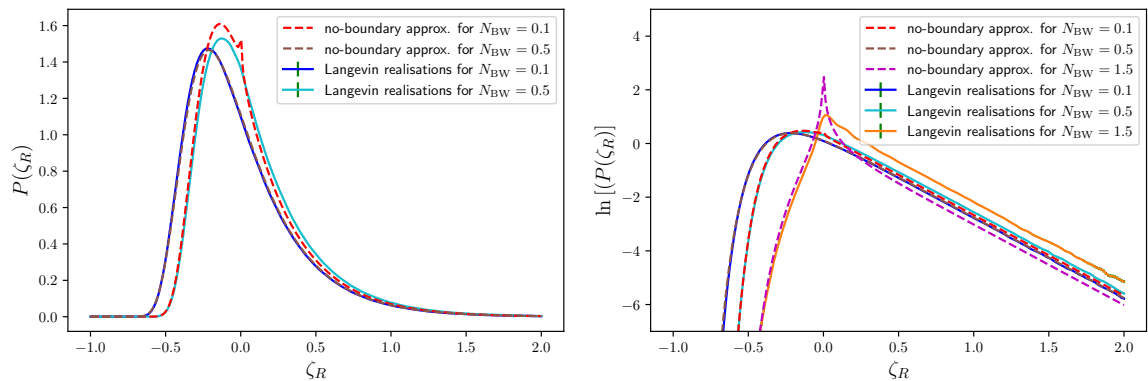 1.6
1.4
1.2
1.0
0.8
0.6
0.4
0.2
0.0
P(ζ_R)
−1.0 −0.5 0.0 0.5 1.0 1.5 2.0
ζ_R
no-boundary approx. for N_BW = 0.1
no-boundary approx. for N_BW = 0.5
Langevin realisations for N_BW = 0.1
Langevin realisations for N_BW = 0.5
4
2
0
−2
−4
−6
ln [(P(ζ_R)]
−1.0 −0.5 0.0 0.5 1.0 1.5 2.0
ζ_R
no-boundary approx. for N_BW = 0.1
no-boundary approx. for N_BW = 0.5
no-boundary approx. for N_BW = 1.5
Langevin realisations for N_BW = 0.1
Langevin realisations for N_BW = 0.5
Langevin realisations for N_BW = 1.5